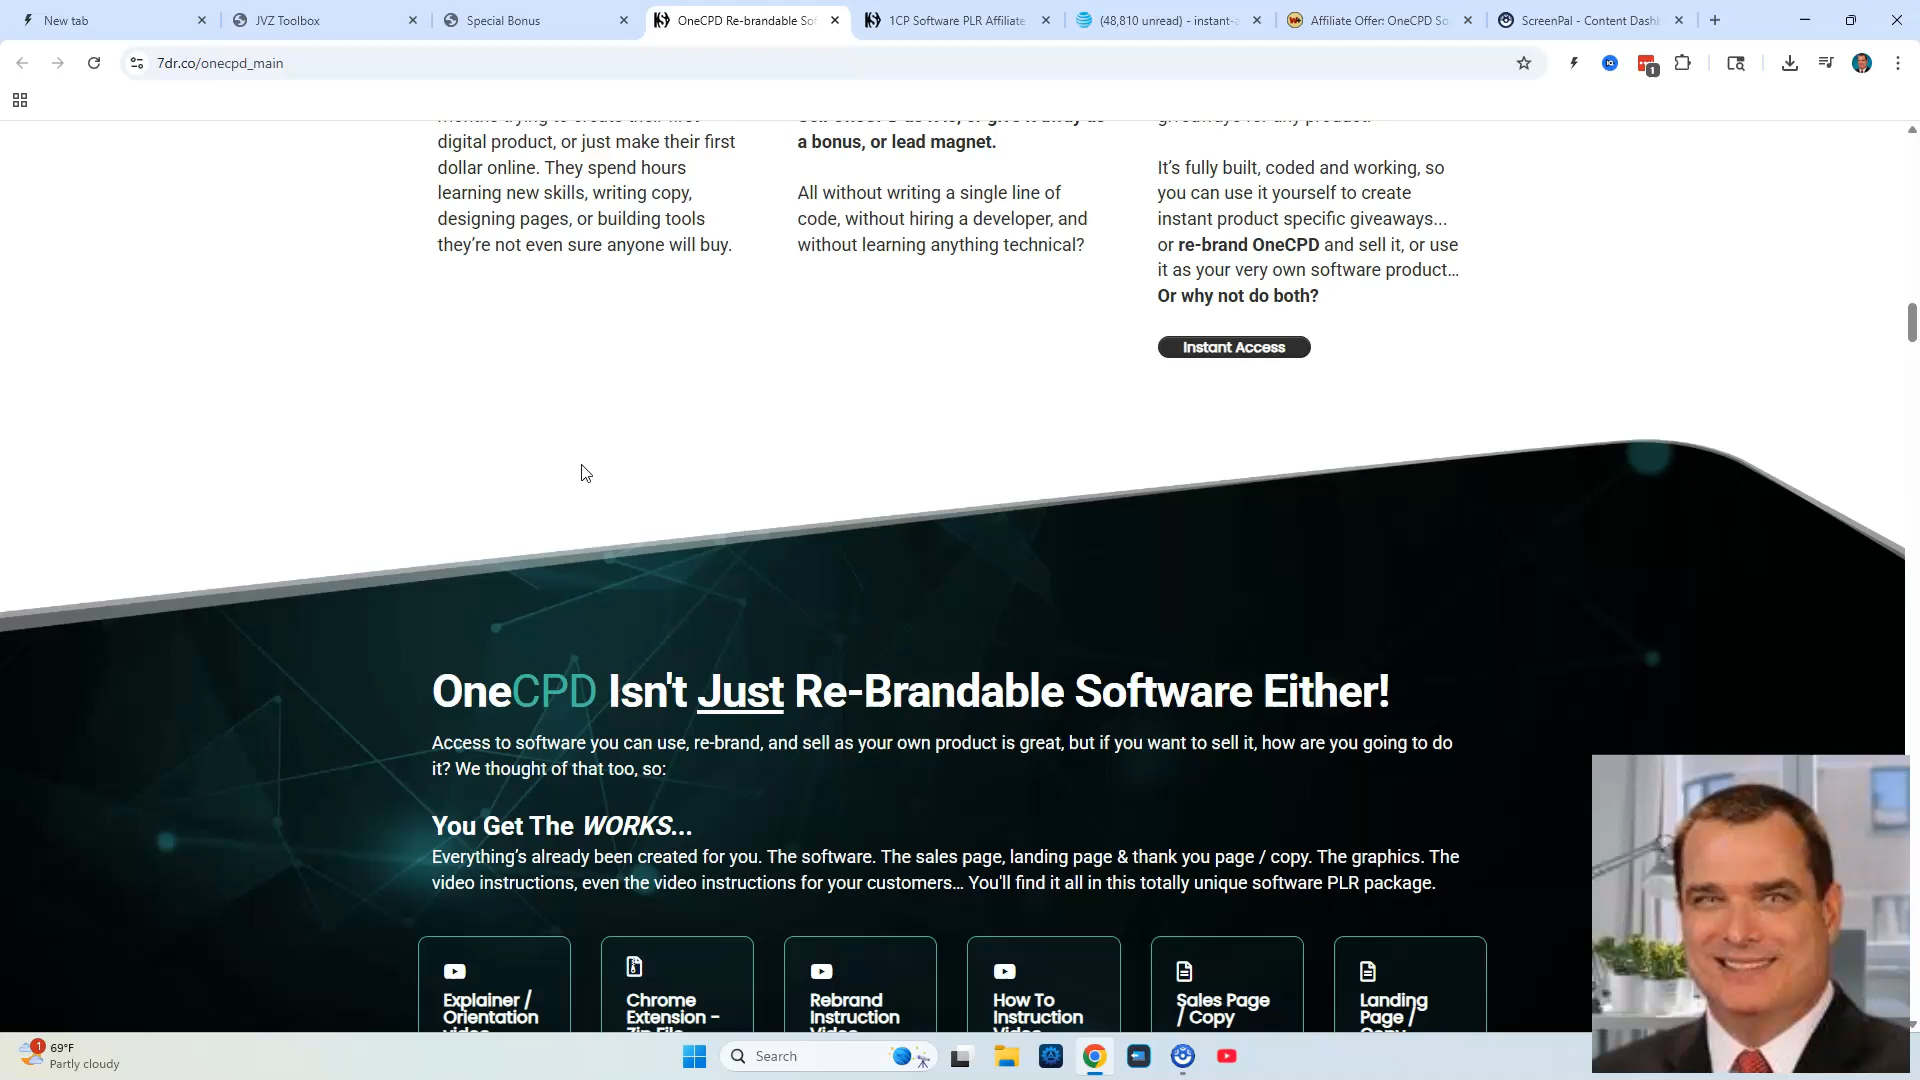 New tab
JVZ Toolbox
Special Bonus
OneCPD Re-brandable Sof
1CP Software PLR Affiliate
(48,810 unread) - instant-a
Affiliate Offer: OneCPD So
ScreenPal - Content Dashb
7dr.co/onecpd_main
1
digital product, or just make their first
dollar online. They spend hours
learning new skills, writing copy,
designing pages, or building tools
they’re not even sure anyone will buy.
a bonus, or lead magnet.
All without writing a single line of
code, without hiring a developer, and
without learning anything technical?
It’s fully built, coded and working, so
you can use it yourself to create
instant product specific giveaways...
or re-brand OneCPD and sell it, or use
it as your very own software product…
Or why not do both?
Instant Access
OneCPD Isn't Just Re-Brandable Software Either!
Access to software you can use, re-brand, and sell as your own product is great, but if you want to sell it, how are you going to do
it? We thought of that too, so:
You Get The WORKS...
Everything’s already been created for you. The software. The sales page, landing page & thank you page / copy. The graphics. The
video instructions, even the video instructions for your customers… You'll find it all in this totally unique software PLR package.
Explainer /
Orientation
Chrome
Extension -
Zip File
Rebrand
Instruction
Video
How To
Instruction
Video
Sales Page
/ Copy
Landing
Page /
1
69°F
Partly cloudy
Search